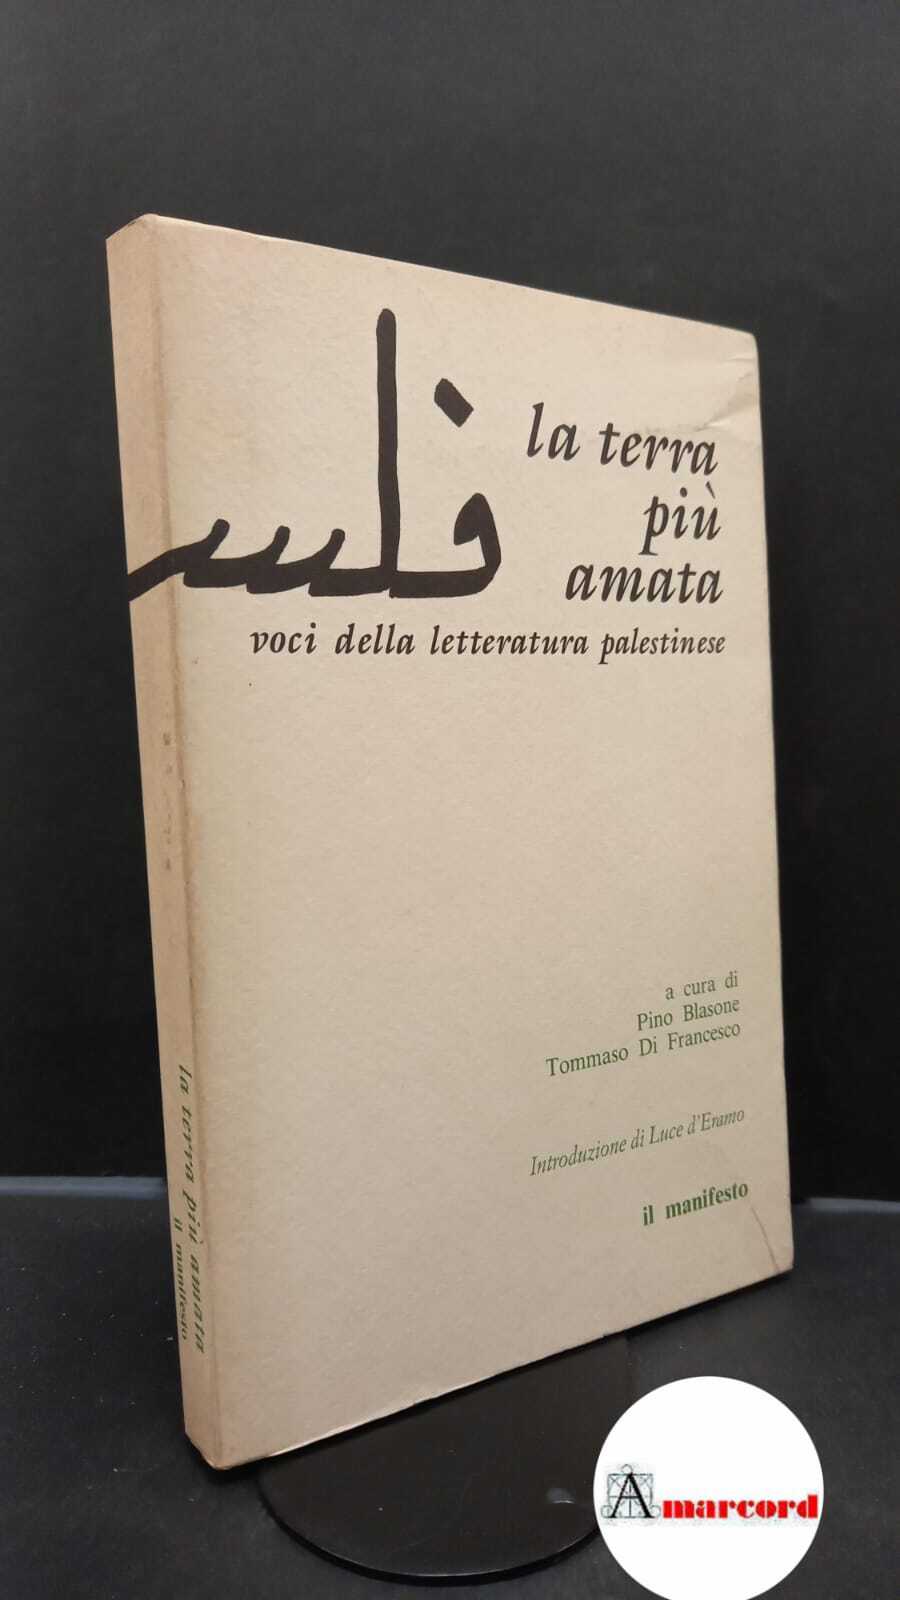 فلس
la terra
più
amata
voci della letteratura palestinese
a cura di
Pino Blasone
Tommaso Di Francesco
Introduzione di Luce d'Eramo
il manifesto
la terra più amata
il manifesto
Amarcord